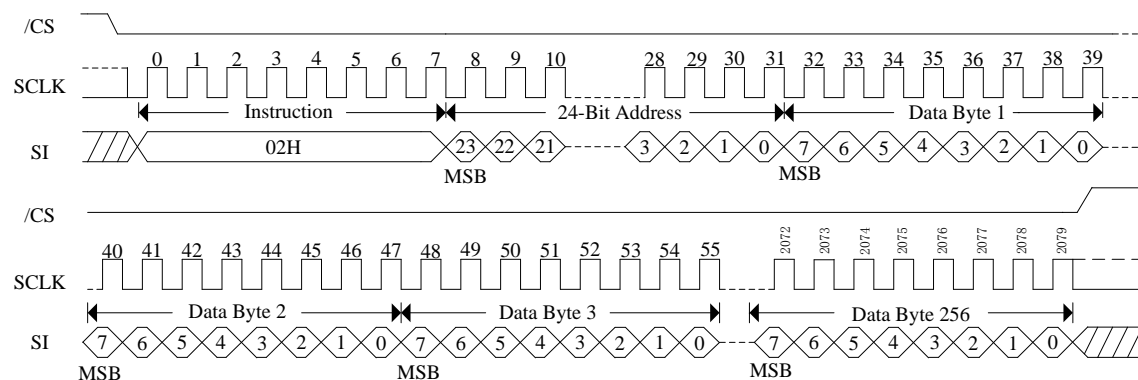 /CS
0 1 2 3 4 5 6 7 8 9 10 28 29 30 31 32 33 34 35 36 37 38 39
SCLK
Instruction 24-Bit Address Data Byte 1
SI 02H 23 22 21 3 2 1 0 7 6 5 4 3 2 1 0
MSB MSB
/CS
40 41 42 43 44 45 46 47 48 49 50 51 52 53 54 55 2072 2073 2074 2075 2076 2077 2078 2079
SCLK
Data Byte 2 Data Byte 3 Data Byte 256
SI 7 6 5 4 3 2 1 0 7 6 5 4 3 2 1 0 7 6 5 4 3 2 1 0
MSB MSB MSB